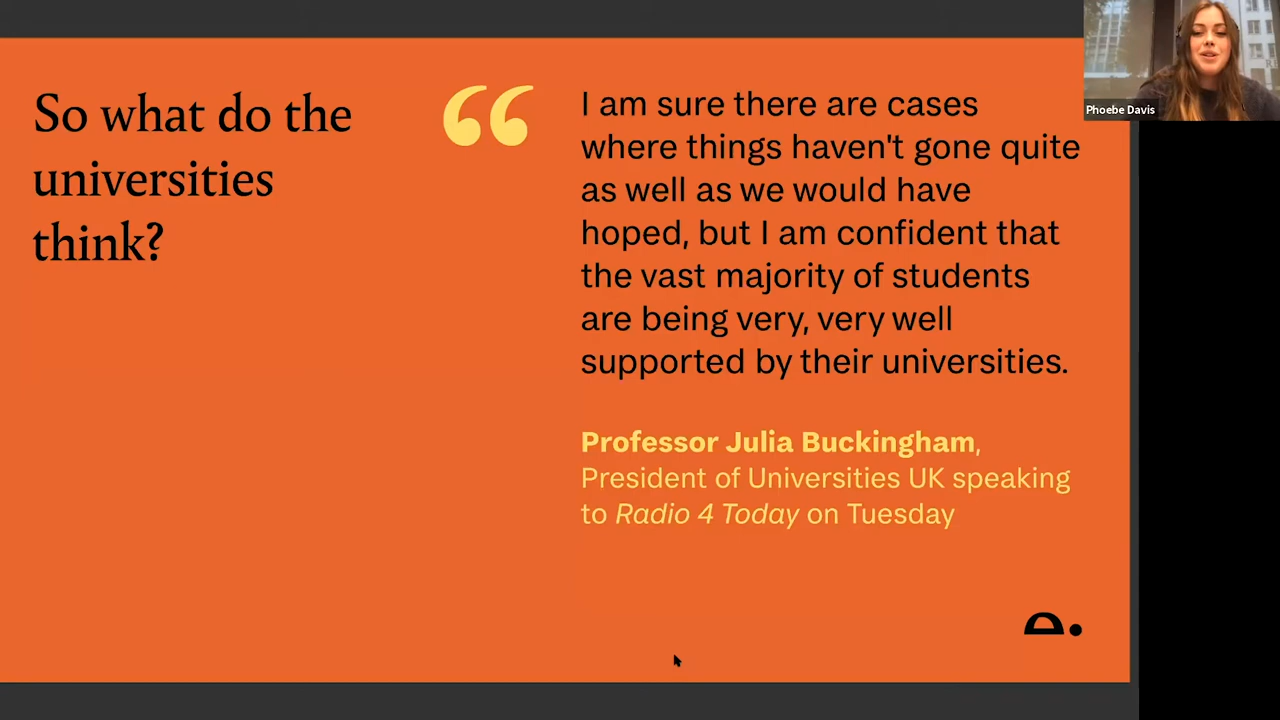 So what do the
universities
think?
“
I am sure there are cases
where things haven't gone quite
as well as we would have
hoped, but I am confident that
the vast majority of students
are being very, very well
supported by their universities.
Professor Julia Buckingham,
President of Universities UK speaking
to Radio 4 Today on Tuesday
Phoebe Davis